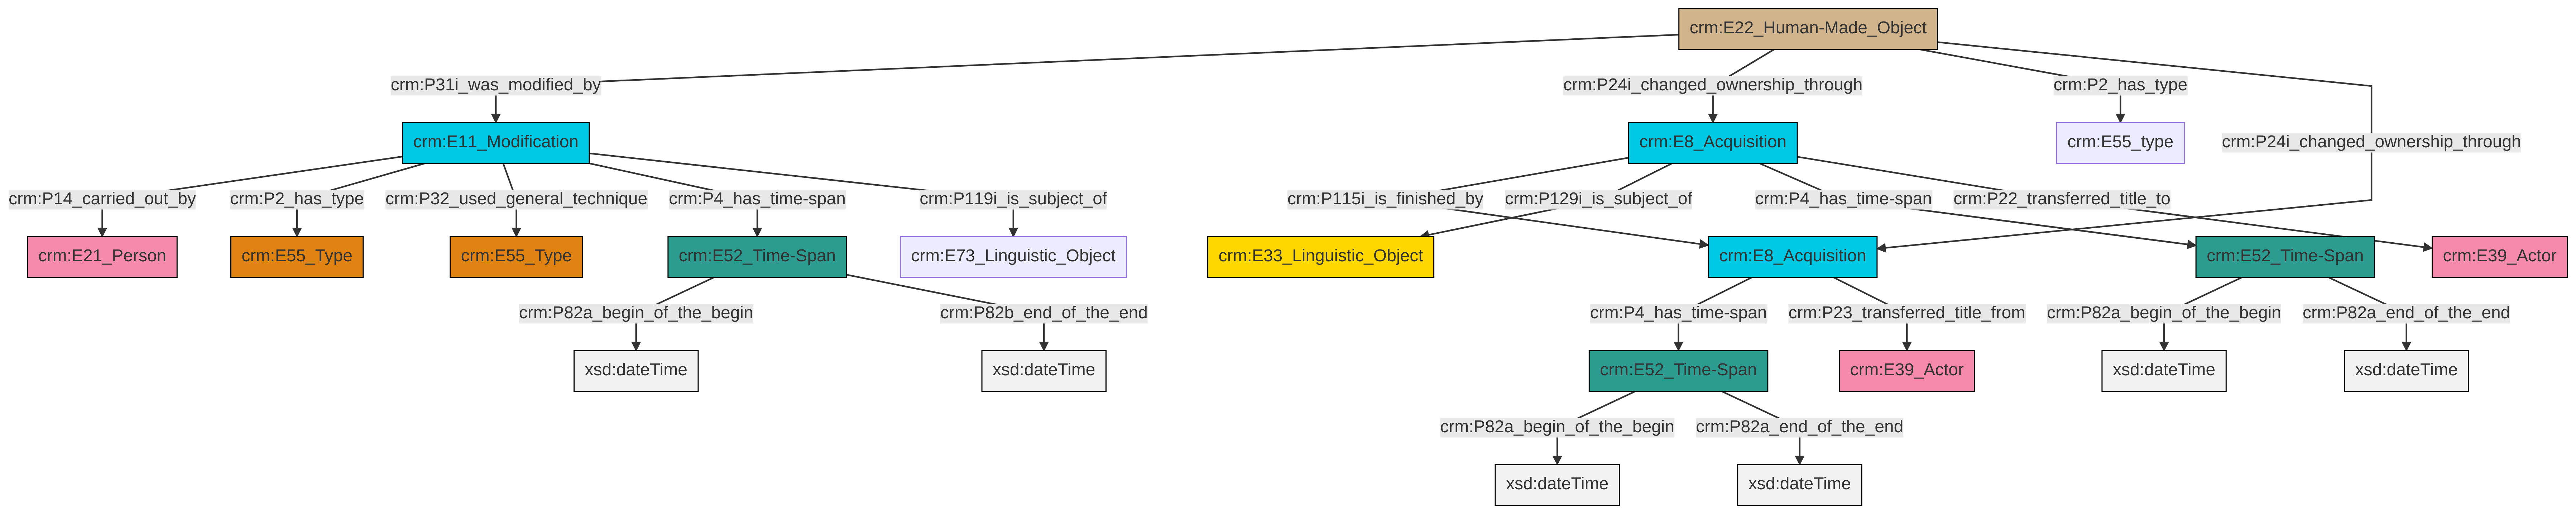 crm:E22_Human-Made_Object
crm:P31i_was_modified_by
crm:P24i_changed_ownership_through
crm:P2_has_type
crm:P24i_changed_ownership_through
crm:E11_Modification
crm:E8_Acquisition
crm:E55_type
crm:P14_carried_out_by
crm:P2_has_type
crm:P32_used_general_technique
crm:P4_has_time-span
crm:P119i_is_subject_of
crm:P115i_is_finished_by
crm:P129i_is_subject_of
crm:P4_has_time-span
crm:P22_transferred_title_to
crm:E21_Person
crm:E55_Type
crm:E55_Type
crm:E52_Time-Span
crm:E73_Linguistic_Object
crm:E33_Linguistic_Object
crm:E8_Acquisition
crm:E52_Time-Span
crm:E39_Actor
crm:P82a_begin_of_the_begin
crm:P82b_end_of_the_end
crm:P4_has_time-span
crm:P23_transferred_title_from
crm:P82a_begin_of_the_begin
crm:P82a_end_of_the_end
xsd:dateTime
xsd:dateTime
crm:E52_Time-Span
crm:E39_Actor
xsd:dateTime
xsd:dateTime
crm:P82a_begin_of_the_begin
crm:P82a_end_of_the_end
xsd:dateTime
xsd:dateTime